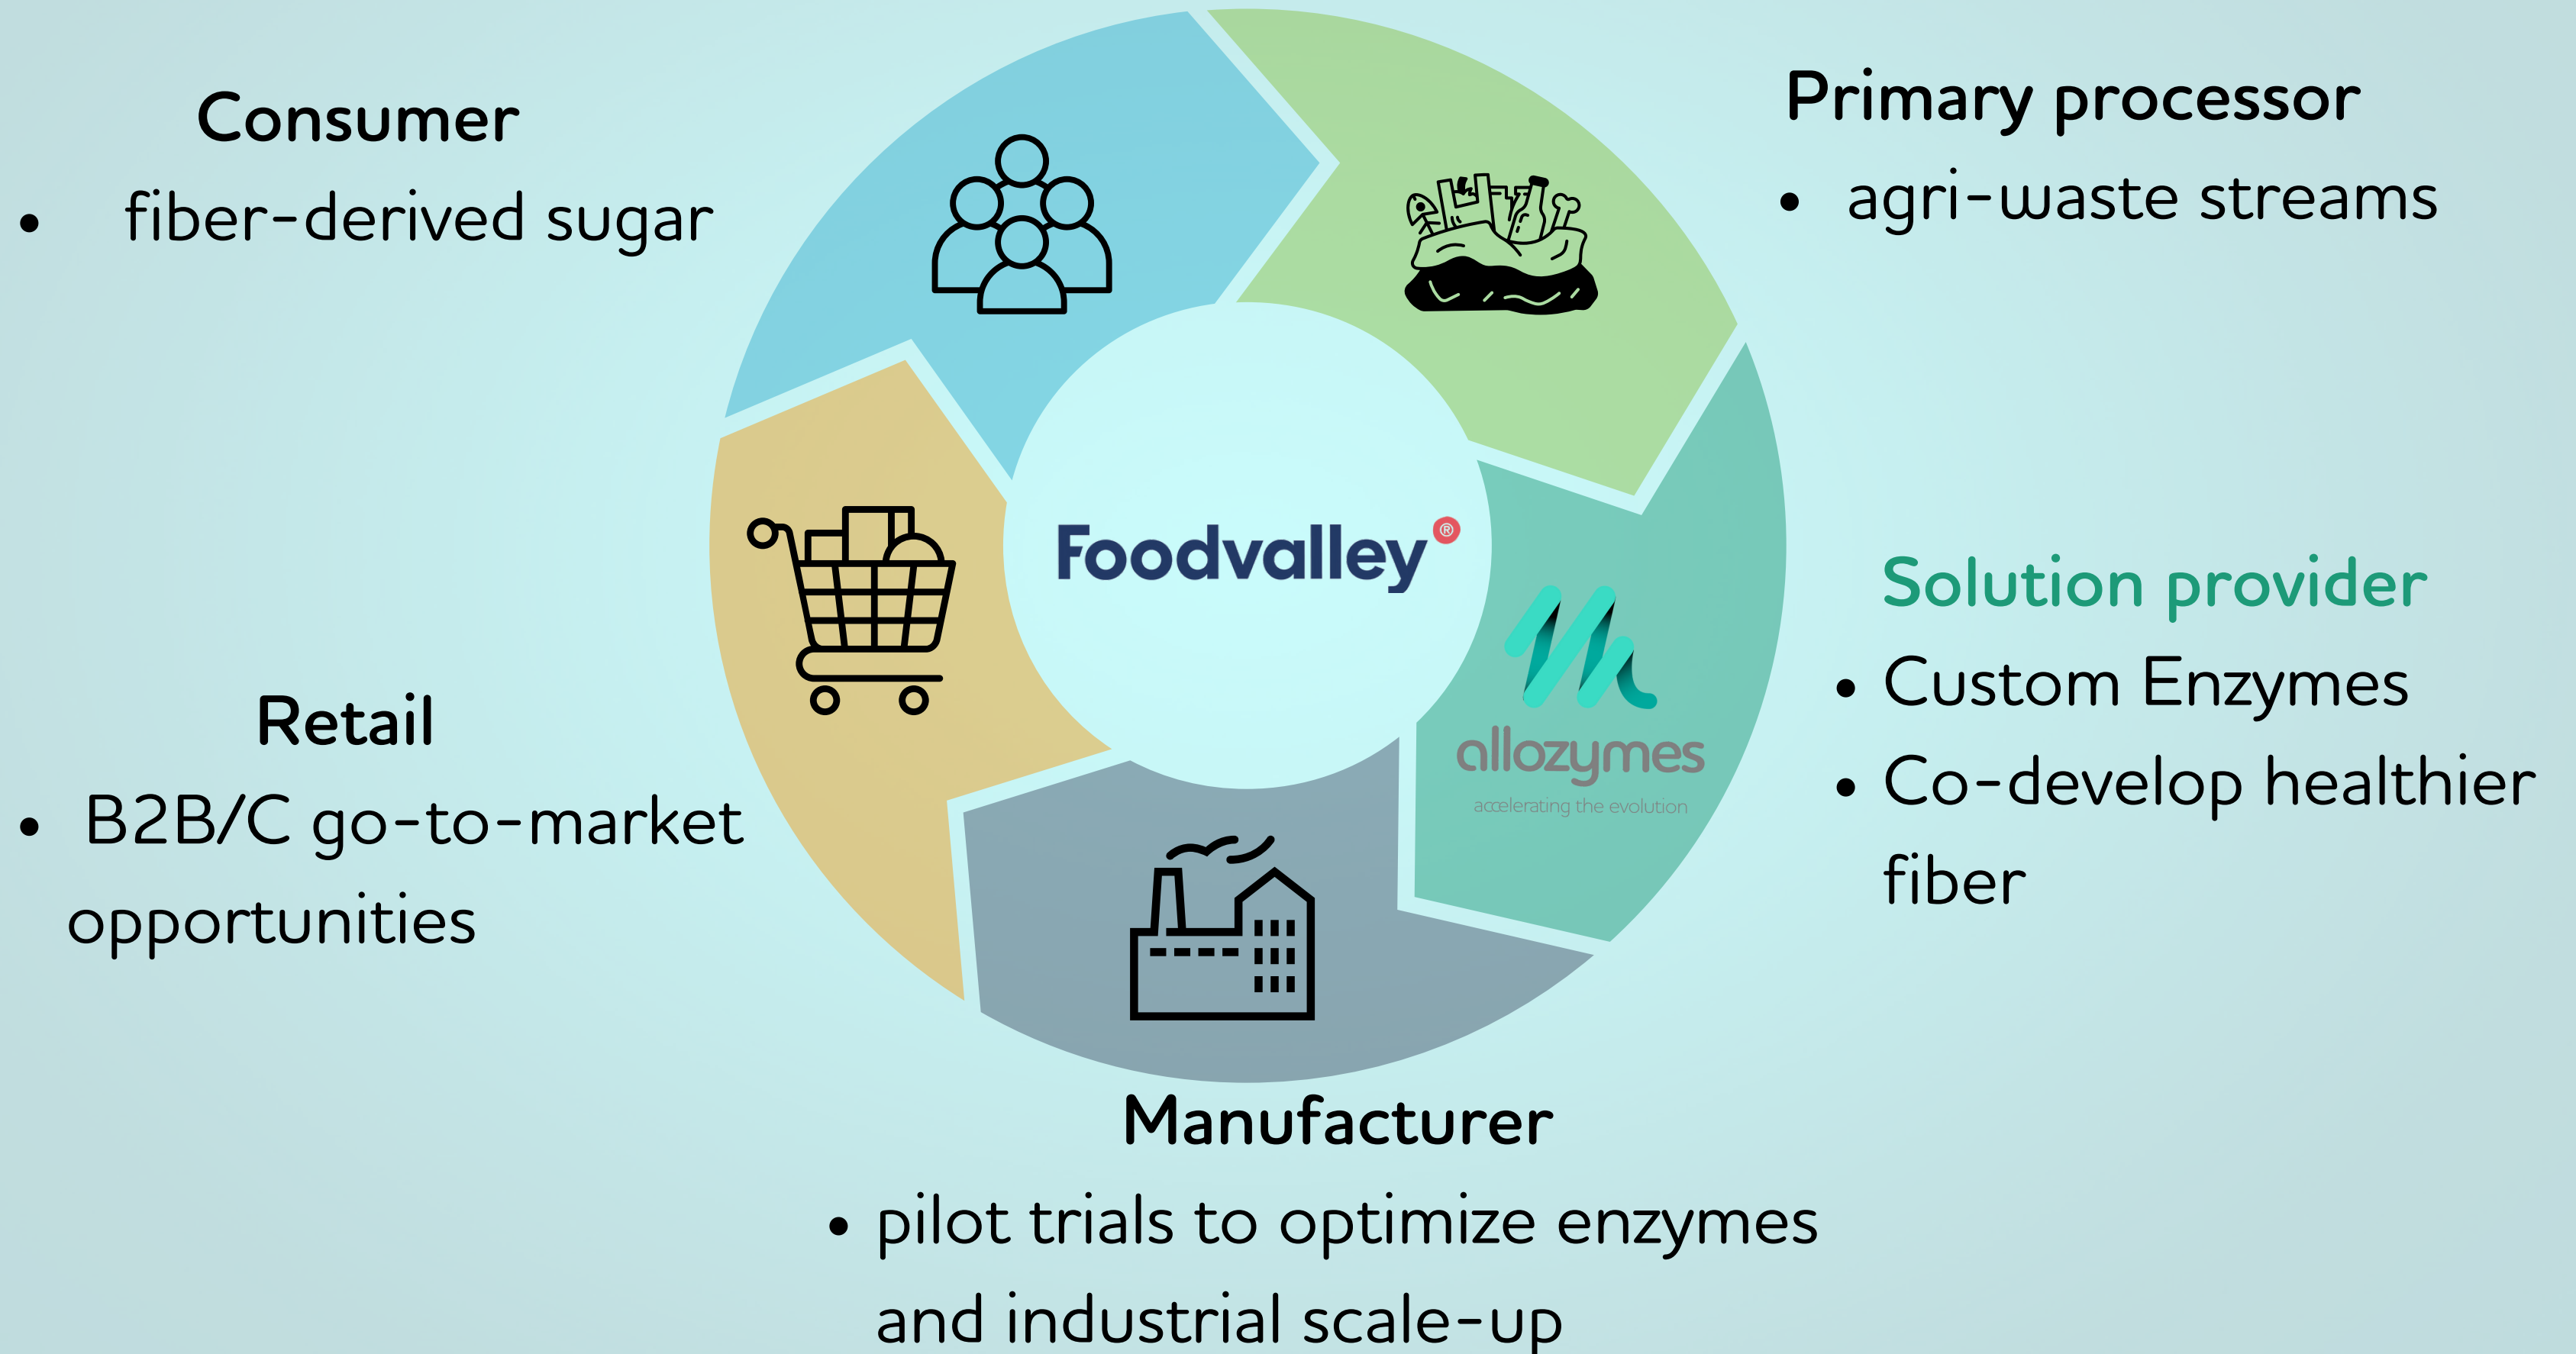 Consumer
• fiber-derived sugar
Primary processor
• agri-waste streams
Foodvalley®
Solution provider
• Custom Enzymes
• Co-develop healthier
fiber
allozymes
accelerating the evolution
Retail
• B2B/C go-to-market
opportunities
Manufacturer
• pilot trials to optimize enzymes
and industrial scale-up